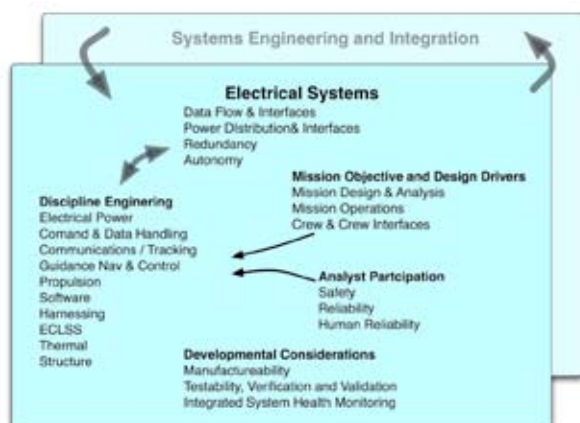 Systems Engineering and Integration
Electrical Systems
Data Flow & Interfaces
Power DIstribution& Interfaces
Redundancy
Autonomy
Mission Objective and Design Drivers
Mission Design & Analysis
Mission Operations
Crew & Crew Interfaces
Discipline Enginering
Electrical Power
Comand & Data Handling
Communications / Tracking
Guidance Nav & Control
Propulsion
Software
Harnessing
ECLSS
Thermal
Structure
Analyst Partcipation
Safety
Reliability
Human Reliability
Developmental Considerations
Manufactureability
Testability, Verification and Validation
Integrated System Health Monitoring